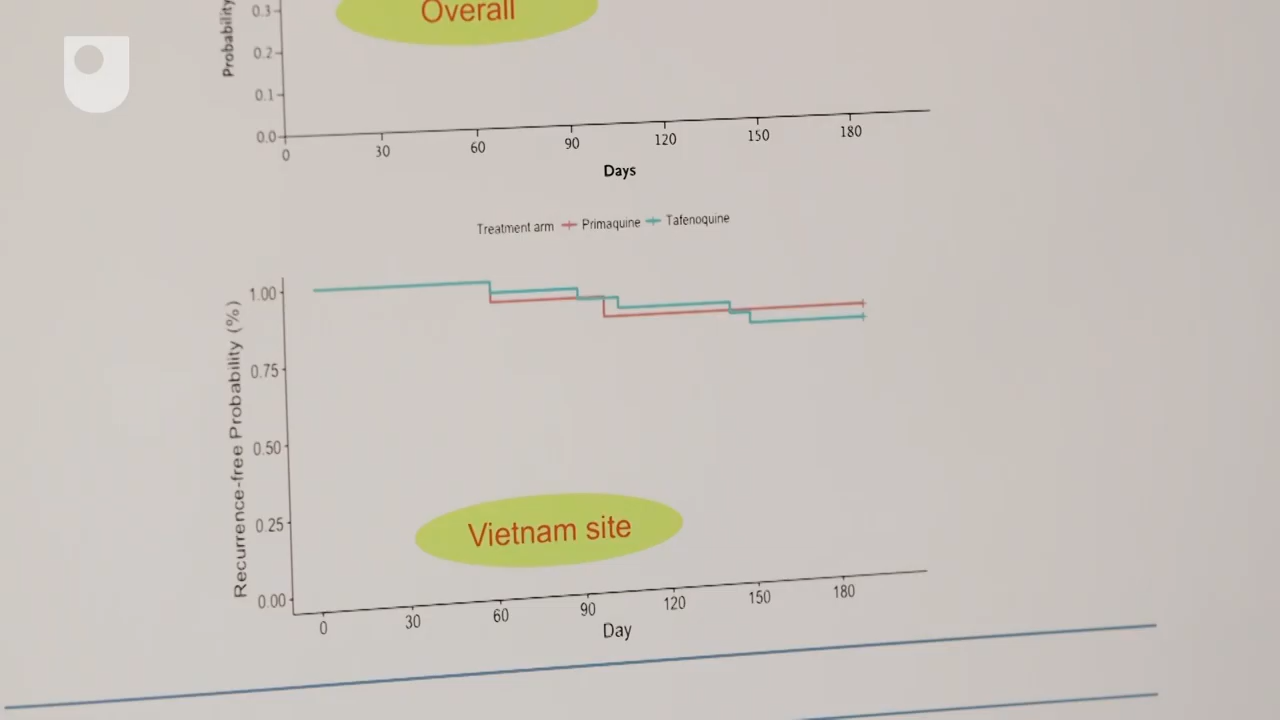 Probability
0.3
Overall
0.2
0.1
0.0
0 30 60 90 120 150 180
Days
Treatment arm Primaquine Tafenoquine
Recurrence-free Probability (%)
1.00
0.75
0.50
0.25
0.00
Vietnam site
0 30 60 90 120 150 180
Day